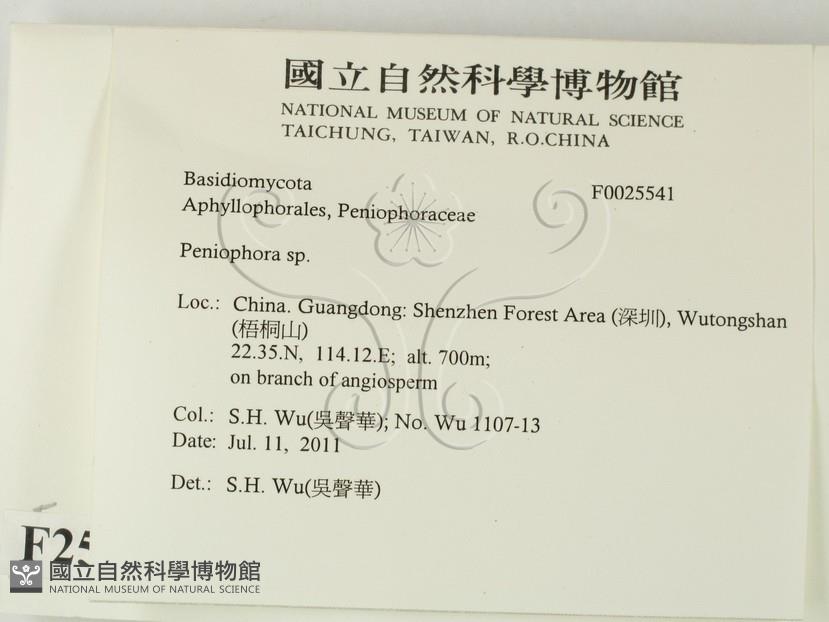 國立自然科學博物館
NATIONAL MUSEUM OF NATURAL SCIENCE
TAICHUNG, TAIWAN, R.O.CHINA
Basidiomycota
F0025541
Aphyllophorales, Peniophoraceae
Peniophora sp.
Loc.: China. Guangdong: Shenzhen Forest Area (深圳), Wutongshan
(梧桐山)
22.35.N, 114.12.E; alt. 700m;
on branch of angiosperm
Col.: S.H. Wu(吳聲華); No. Wu 1107-13
Date: Jul. 11, 2011
Det.: S.H. Wu(吳聲華)
F25
國立自然科學博物館
NATIONAL MUSEUM OF NATURAL SCIENCE